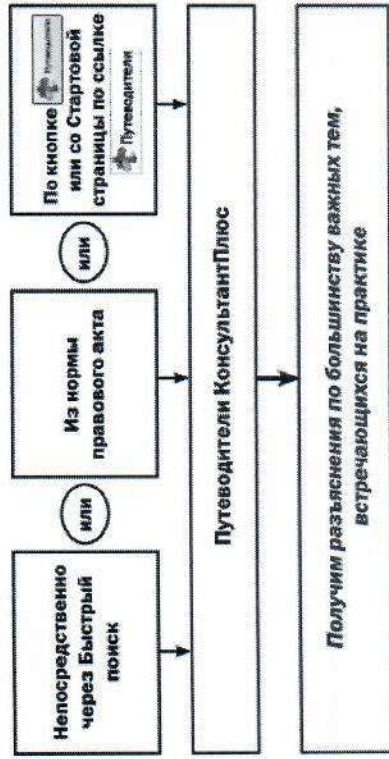 Непосредственно
через Быстрый
поиск
или
Из нормы
правового акта
или
По кнопке Путеводители
или со Стартовой
страницы по ссылке
Путеводители
Путеводители КонсультантПлюс
Получим разъяснения по большинству важных тем,
встречающихся на практике